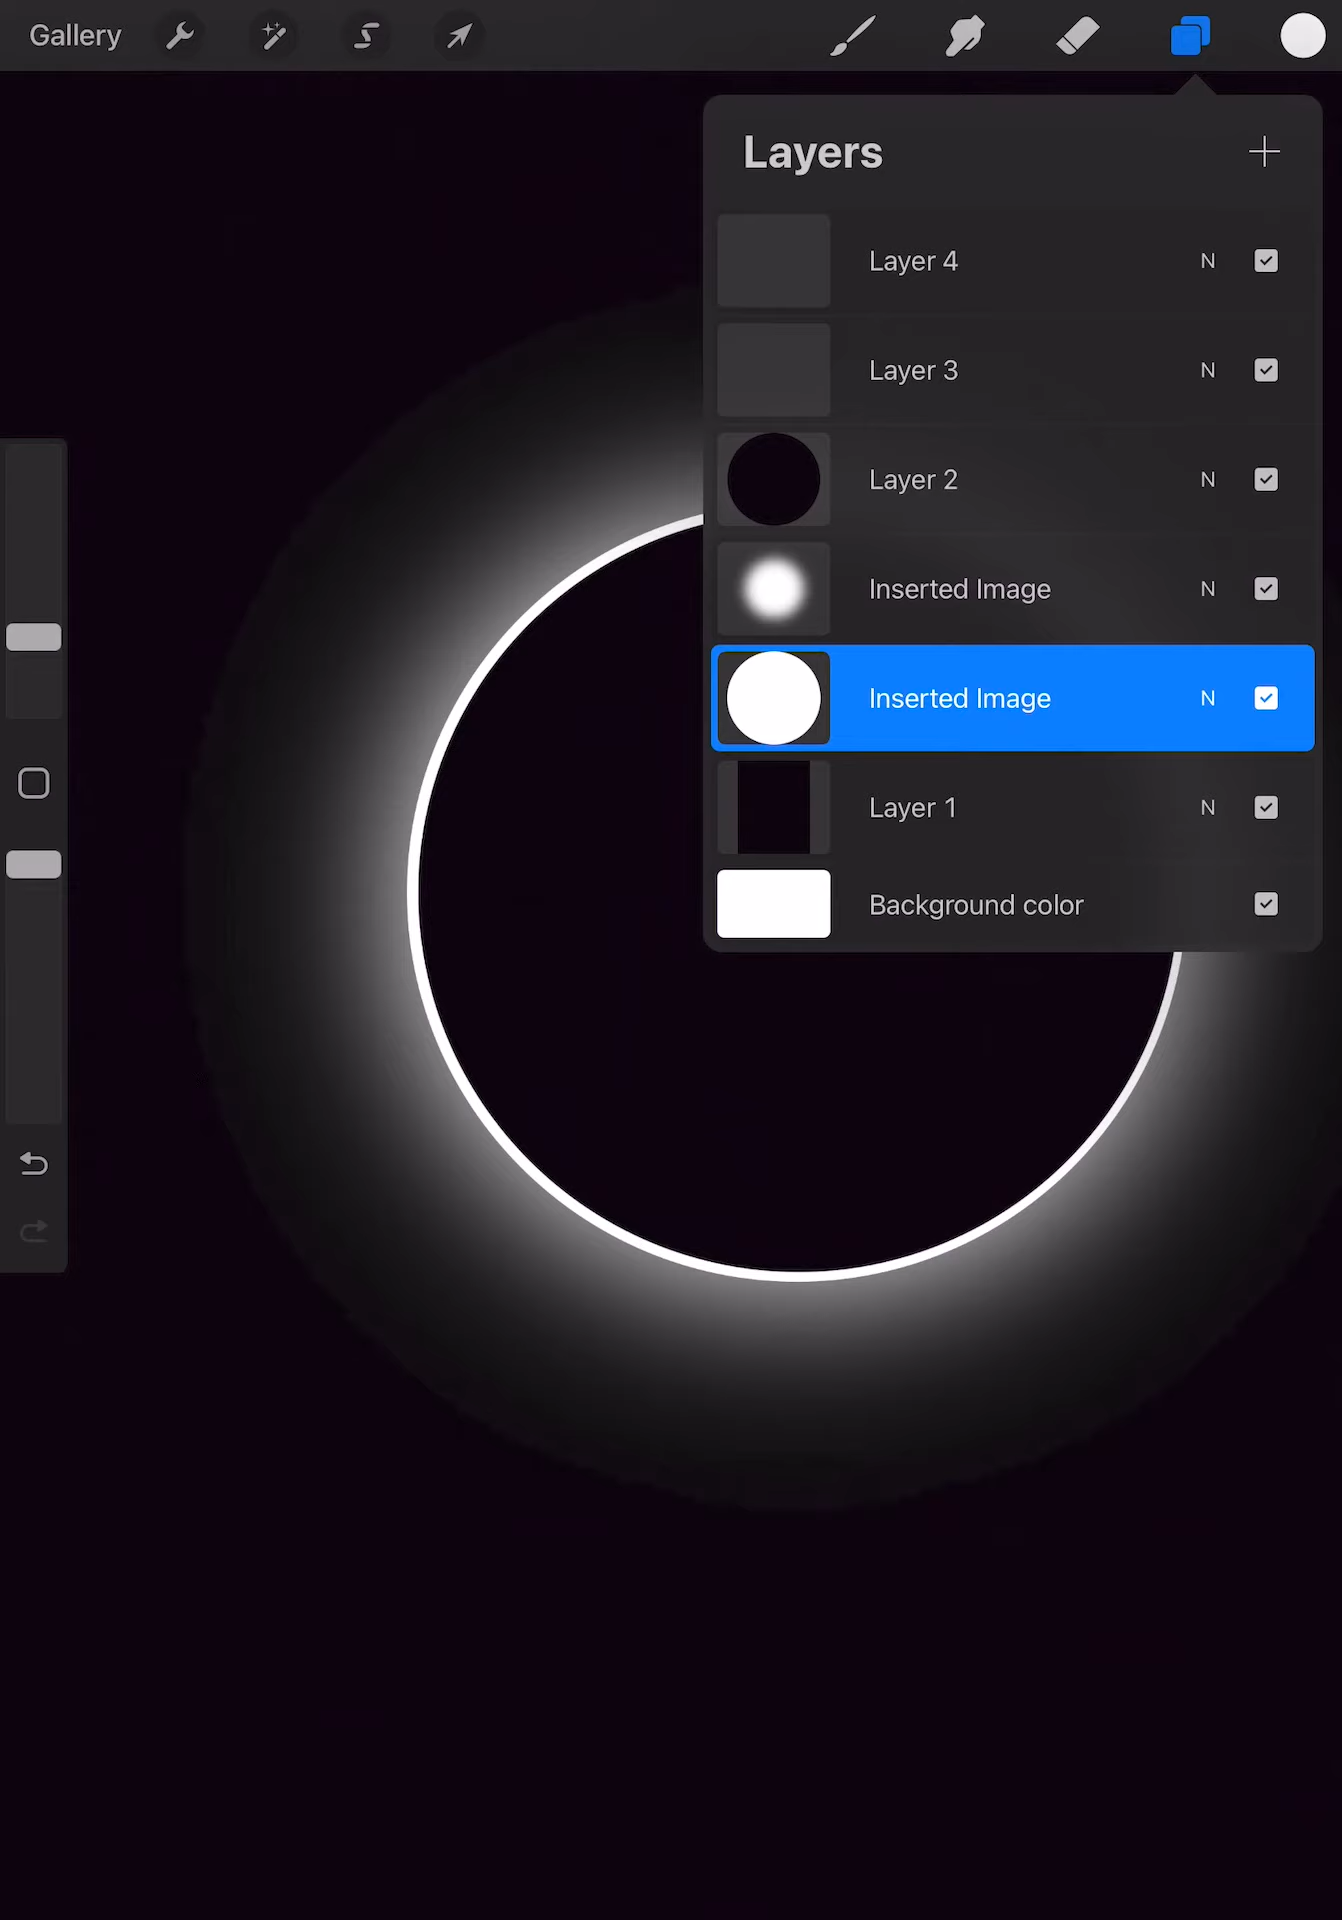 Gallery
Layers
Layer 4 N
Layer 3 N
Layer 2 N
Inserted Image N
Inserted Image N
Layer 1 N
Background color